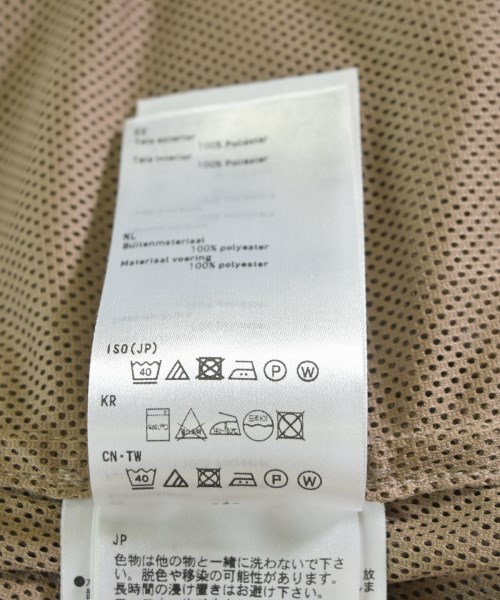 ES
Tela exterior
100% Poliéster
Tela interior
100% Poliéster
NL
Buitenmateriaal
100% polyester
Materiaal voering
100% polyester
ISO(JP)
40 P W
KR
CN·TW
40 P W
JP
色物は他の物と一緒に洗わないで下さ
い。脱色や移染の可能性があります。
長時間の浸け置きはお避け下さい。